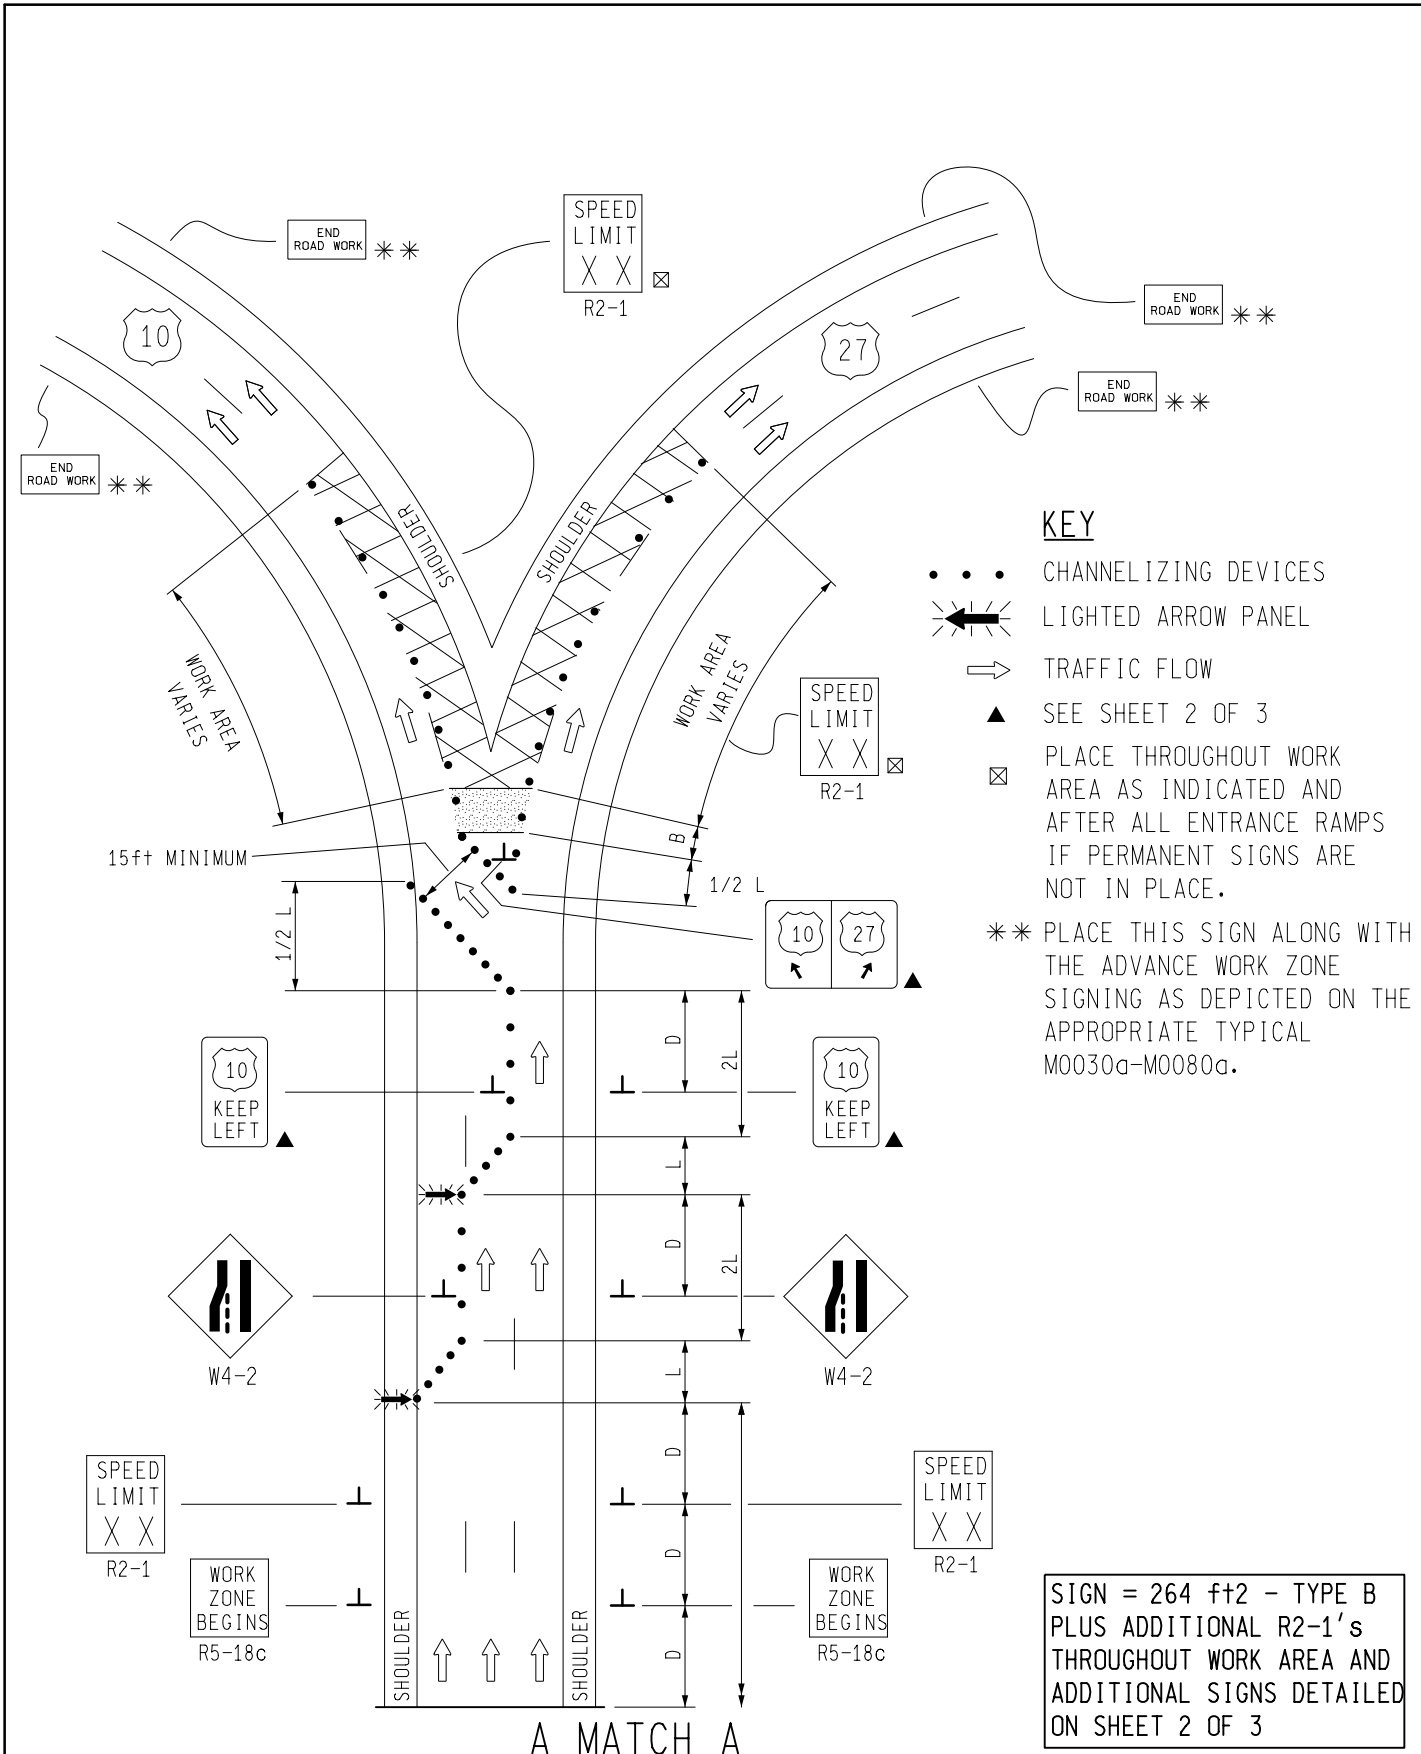 SPEED
LIMIT
X X
R2-1
END
ROAD WORK
**
END
ROAD WORK
**
10
27
END
ROAD WORK
**
END
ROAD WORK
**
SHOULDER
SHOULDER
KEY
CHANNELIZING DEVICES
LIGHTED ARROW PANEL
TRAFFIC FLOW
SEE SHEET 2 OF 3
PLACE THROUGHOUT WORK
AREA AS INDICATED AND
AFTER ALL ENTRANCE RAMPS
IF PERMANENT SIGNS ARE
NOT IN PLACE.
** PLACE THIS SIGN ALONG WITH
THE ADVANCE WORK ZONE
SIGNING AS DEPICTED ON THE
APPROPRIATE TYPICAL
M0030a-M0080a.
WORK AREA
VARIES
WORK AREA
VARIES
SPEED
LIMIT
X X
R2-1
B
15ft MINIMUM
1/2 L
1/2 L
10 27
D
2L
10
KEEP
LEFT
10
KEEP
LEFT
L
D
2L
W4-2
W4-2
L
D
SPEED
LIMIT
X X
R2-1
SPEED
LIMIT
X X
R2-1
D
WORK
ZONE
BEGINS
R5-18c
WORK
ZONE
BEGINS
R5-18c
SHOULDER
SHOULDER
D
A MATCH A
SIGN = 264 ft2 - TYPE B
PLUS ADDITIONAL R2-1's
THROUGHOUT WORK AREA AND
ADDITIONAL SIGNS DETAILED
ON SHEET 2 OF 3